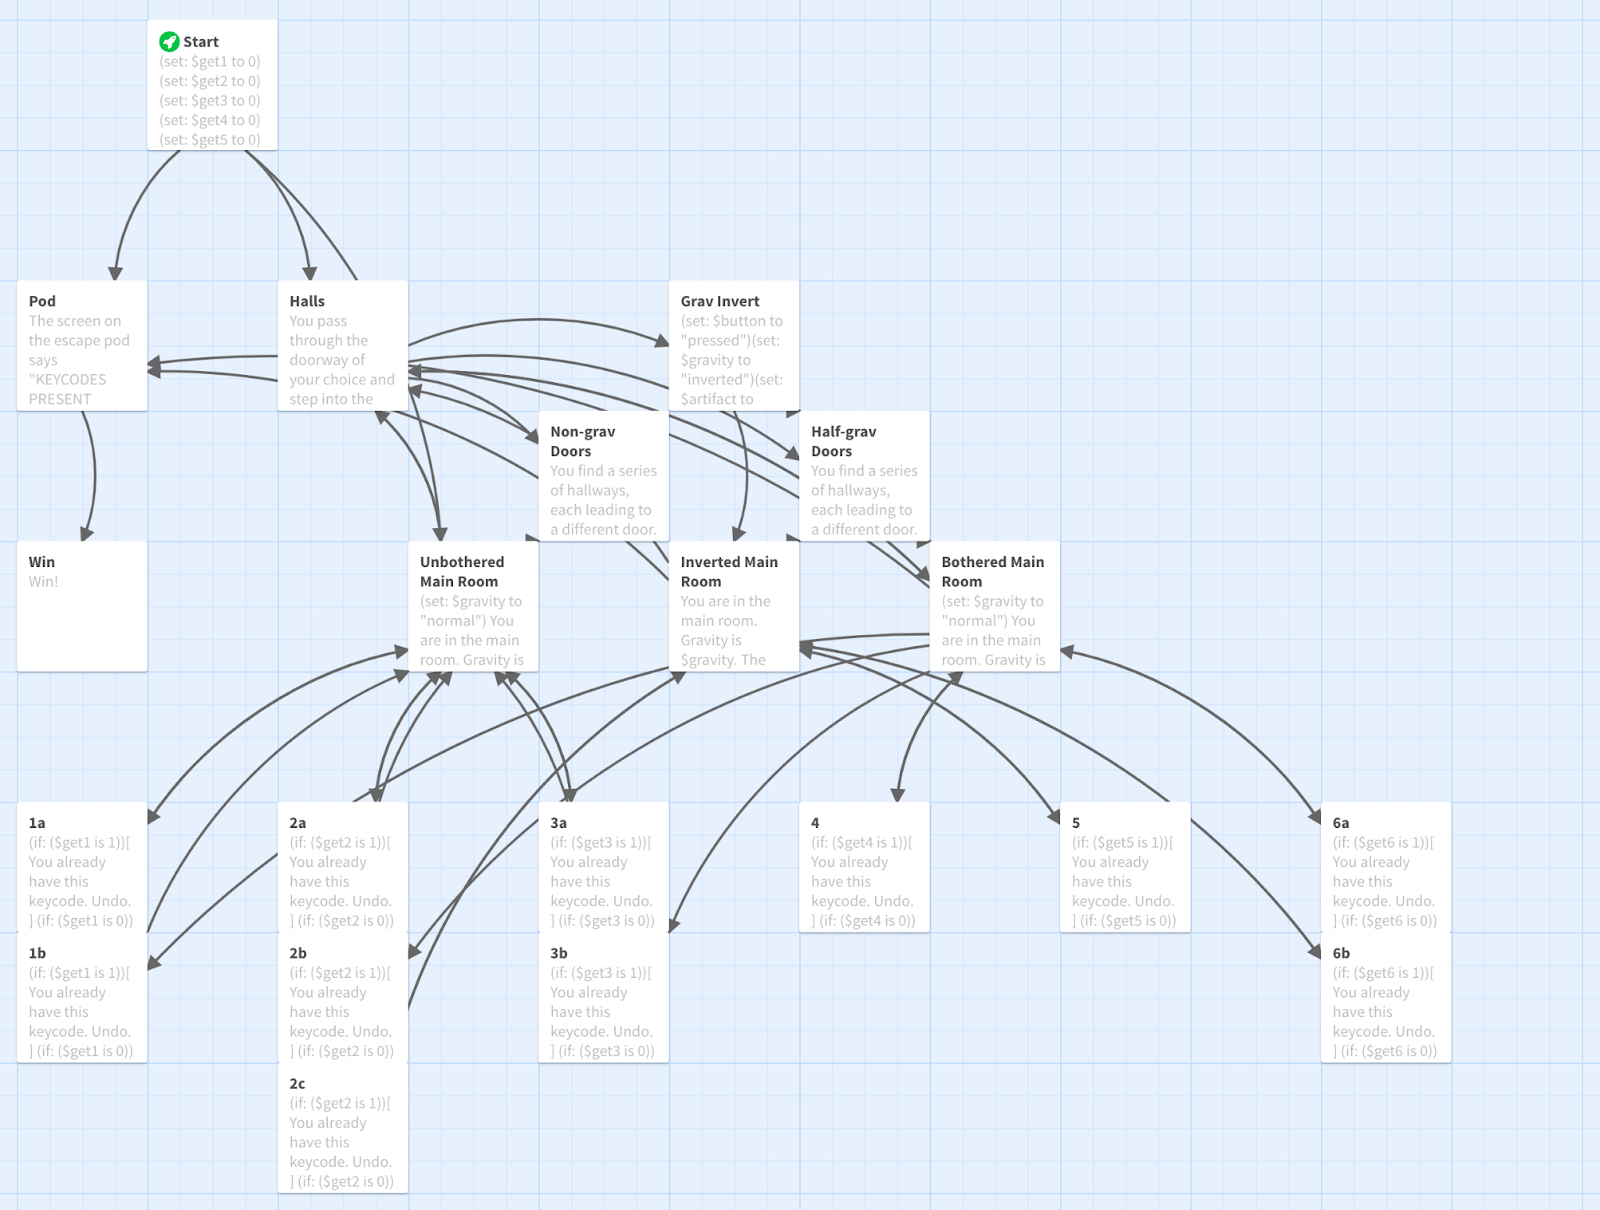 Start
(set: $get1 to 0)
(set: $get2 to 0)
(set: $get3 to 0)
(set: $get4 to 0)
(set: $get5 to 0)
Pod
The screen on
the escape pod
says
"KEYCODES
PRESENT
Halls
You pass
through the
doorway of
your choice and
step into the
Grav Invert
(set: $button to
"pressed")(set:
$gravity to
"inverted")(set:
$artifact to
Non-grav
Doors
You find a series
of hallways,
each leading to
a different door.
Half-grav
Doors
You find a series
of hallways,
each leading to
a different door.
Win
Win!
Unbothered
Main Room
(set: $gravity to
"normal") You
are in the main
room. Gravity is
Inverted Main
Room
You are in the
main room.
Gravity is
$gravity. The
Bothered Main
Room
(set: $gravity to
"normal") You
are in the main
room. Gravity is
1a
(if: ($get1 is 1))[
You already
have this
keycode. Undo.
] (if: ($get1 is 0))
2a
(if: ($get2 is 1))[
You already
have this
keycode. Undo.
] (if: ($get2 is 0))
3a
(if: ($get3 is 1))[
You already
have this
keycode. Undo.
] (if: ($get3 is 0))
4
(if: ($get4 is 1))[
You already
have this
keycode. Undo.
] (if: ($get4 is 0))
5
(if: ($get5 is 1))[
You already
have this
keycode. Undo.
] (if: ($get5 is 0))
6a
(if: ($get6 is 1))[
You already
have this
keycode. Undo.
] (if: ($get6 is 0))
1b
(if: ($get1 is 1))[
You already
have this
keycode. Undo.
] (if: ($get1 is 0))
2b
(if: ($get2 is 1))[
You already
have this
keycode. Undo.
] (if: ($get2 is 0))
3b
(if: ($get3 is 1))[
You already
have this
keycode. Undo.
] (if: ($get3 is 0))
6b
(if: ($get6 is 1))[
You already
have this
keycode. Undo.
] (if: ($get6 is 0))
2c
(if: ($get2 is 1))[
You already
have this
keycode. Undo.
] (if: ($get2 is 0))